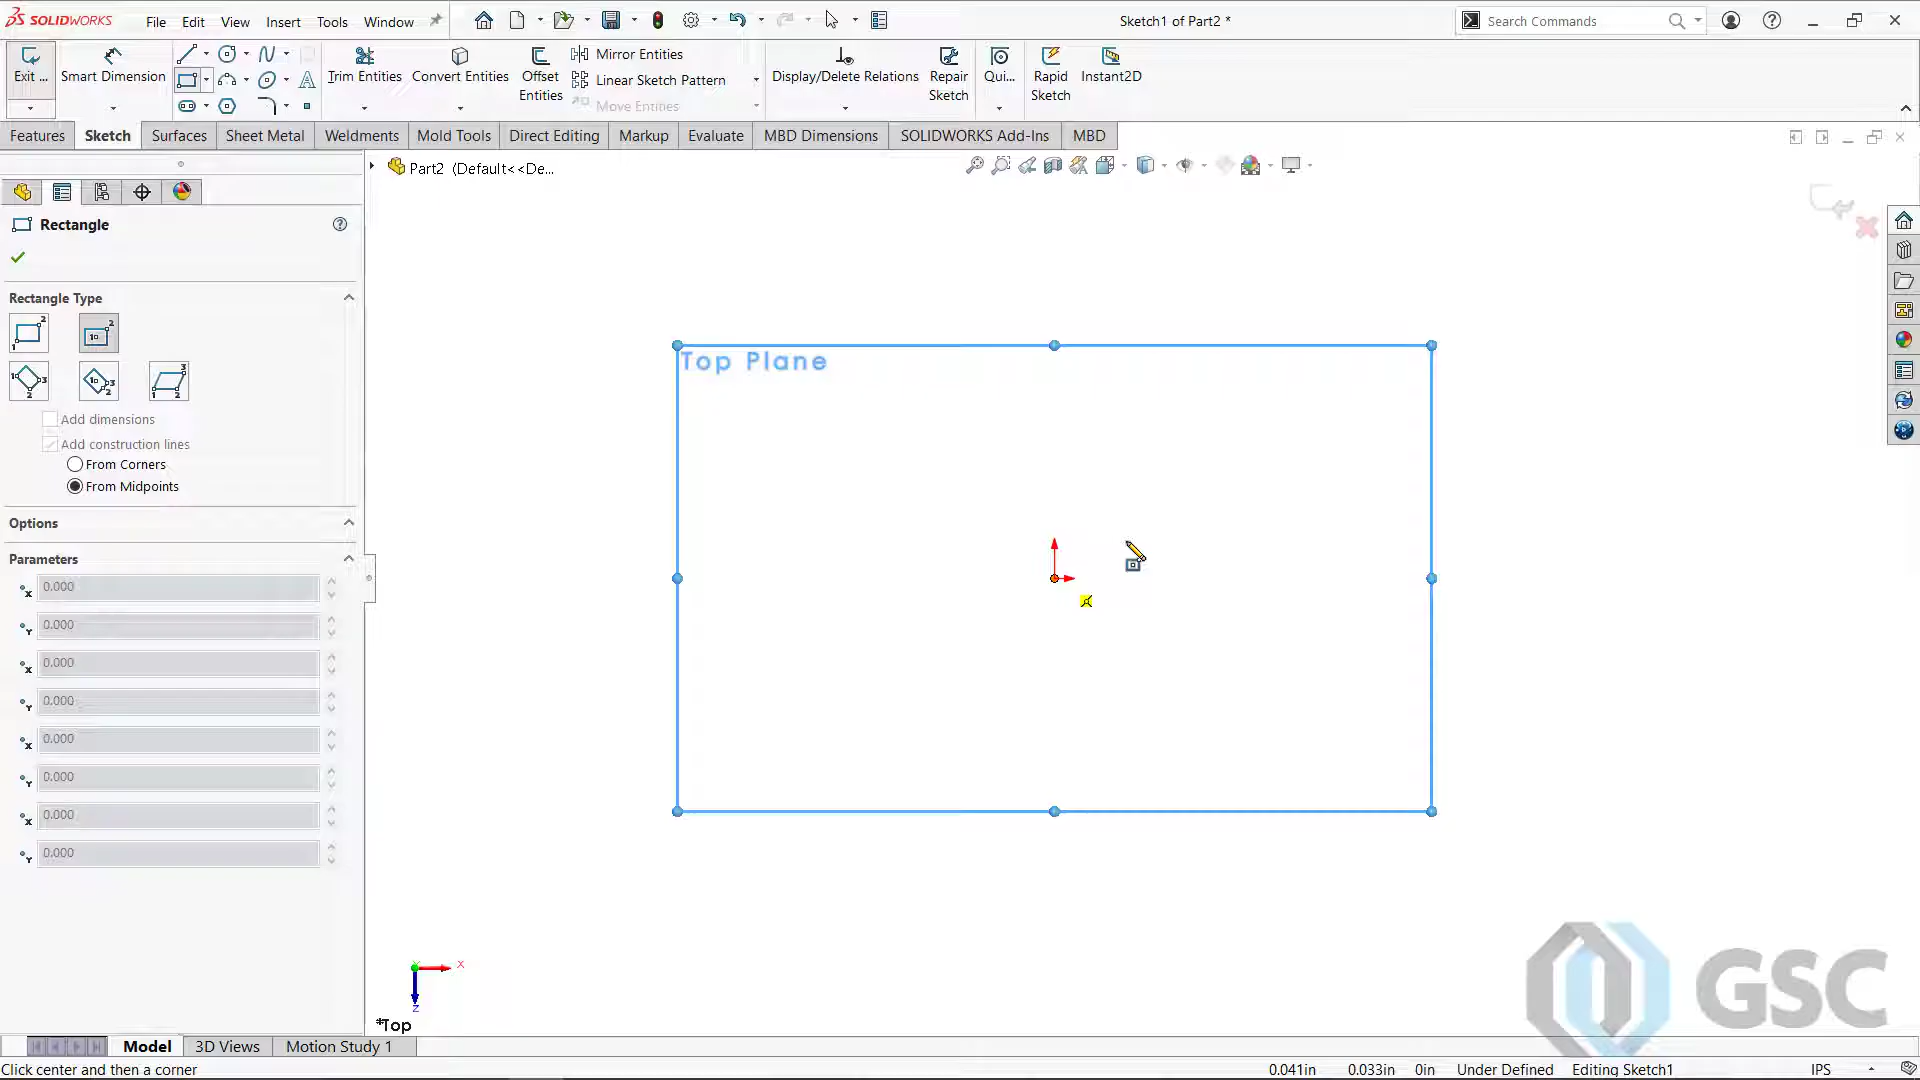 SOLIDWORKS File Edit View Insert Tools Window Sketch1 of Part2 * Search Commands
Exit ... Smart Dimension Trim Entities Convert Entities Offset Entities Mirror Entities Display/Delete Relations Repair Sketch Qui... Rapid Sketch Instant2D
Linear Sketch Pattern
Move Entities
Features Sketch Surfaces Sheet Metal Weldments Mold Tools Direct Editing Markup Evaluate MBD Dimensions SOLIDWORKS Add-Ins MBD
Part2 (Default<<De...
Rectangle
Rectangle Type
Add dimensions
Add construction lines
From Corners
From Midpoints
Options
Parameters
0.000
0.000
0.000
0.000
0.000
0.000
0.000
0.000
Top Plane
X
Z
*Top
GSC
Model 3D Views Motion Study 1
Click center and then a corner 0.041in 0.033in 0in Under Defined Editing Sketch1 IPS